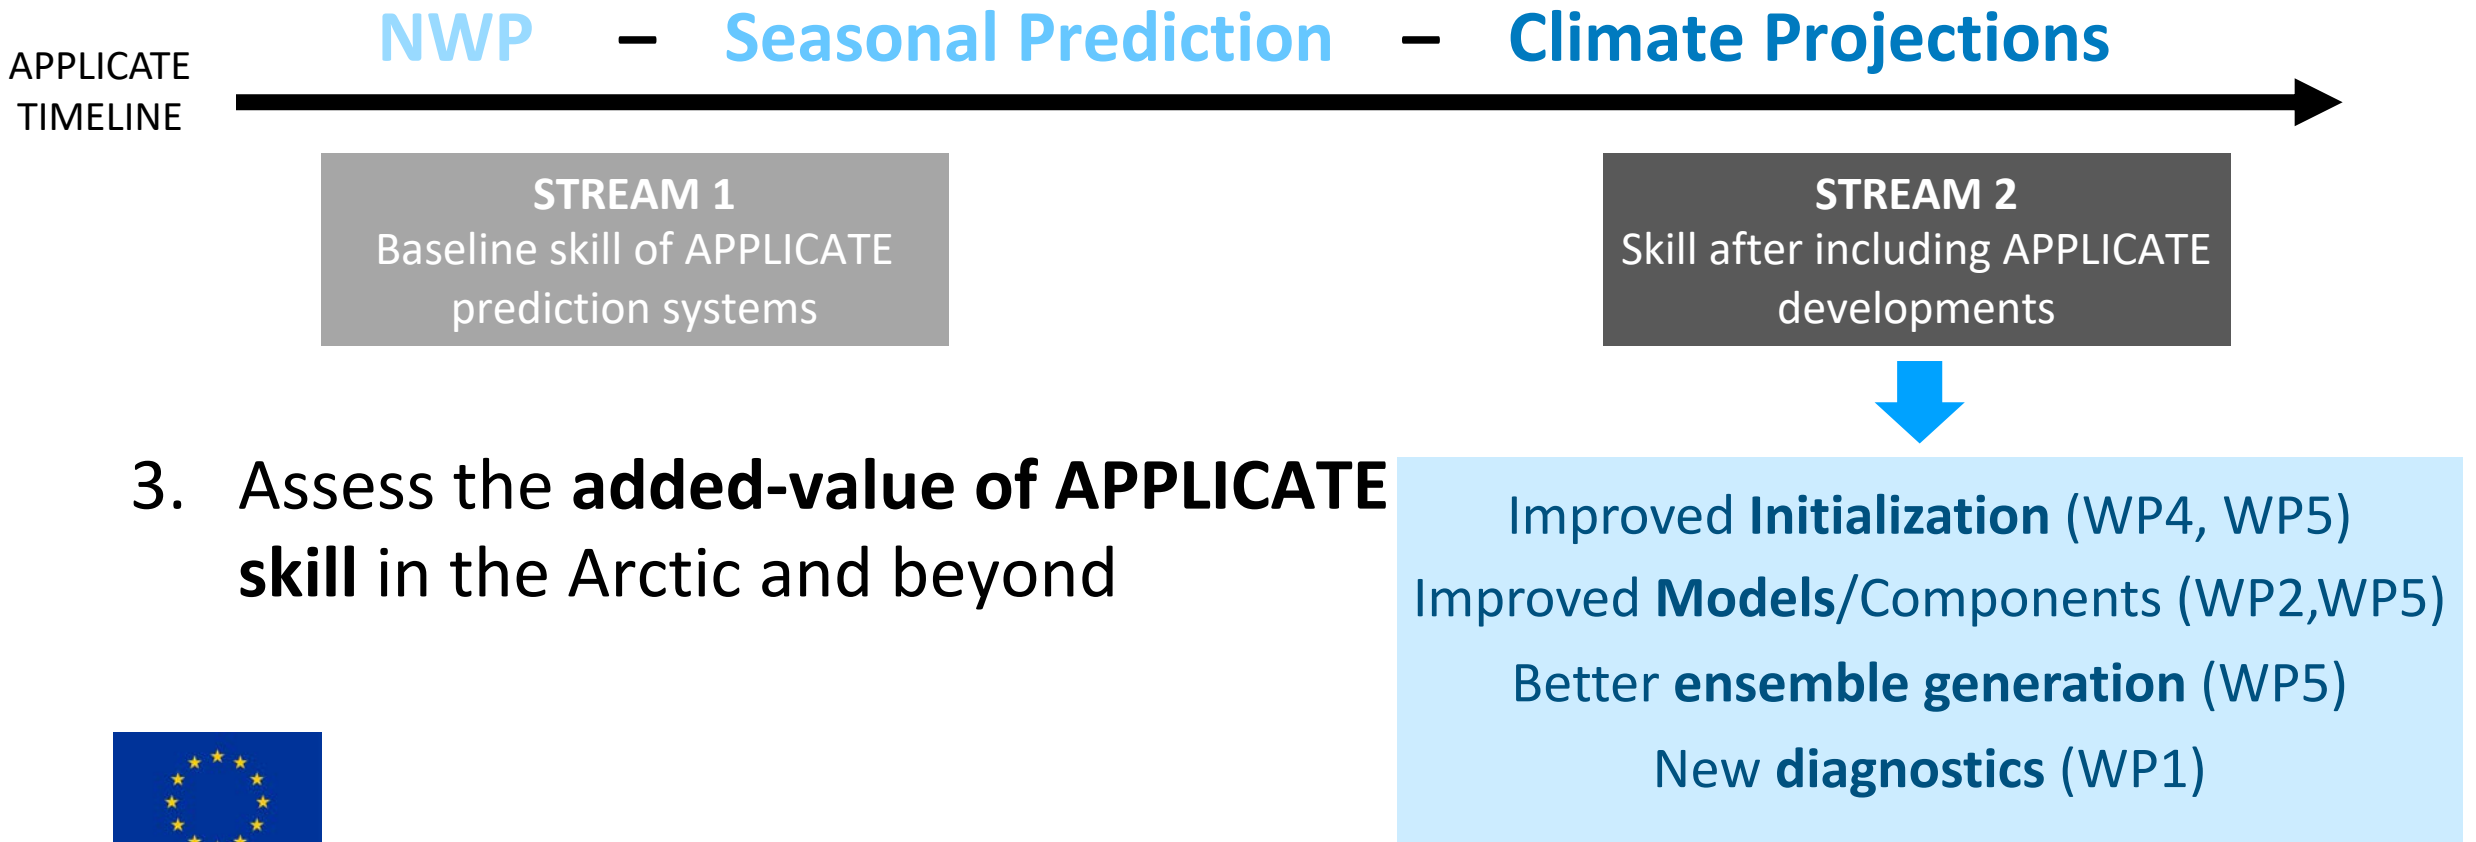 NWP – Seasonal Prediction – Climate Projections
APPLICATE
TIMELINE
STREAM 1
Baseline skill of APPLICATE
prediction systems
STREAM 2
Skill after including APPLICATE
developments
3. Assess the added-value of APPLICATE
skill in the Arctic and beyond
Improved Initialization (WP4, WP5)
Improved Models/Components (WP2,WP5)
Better ensemble generation (WP5)
New diagnostics (WP1)